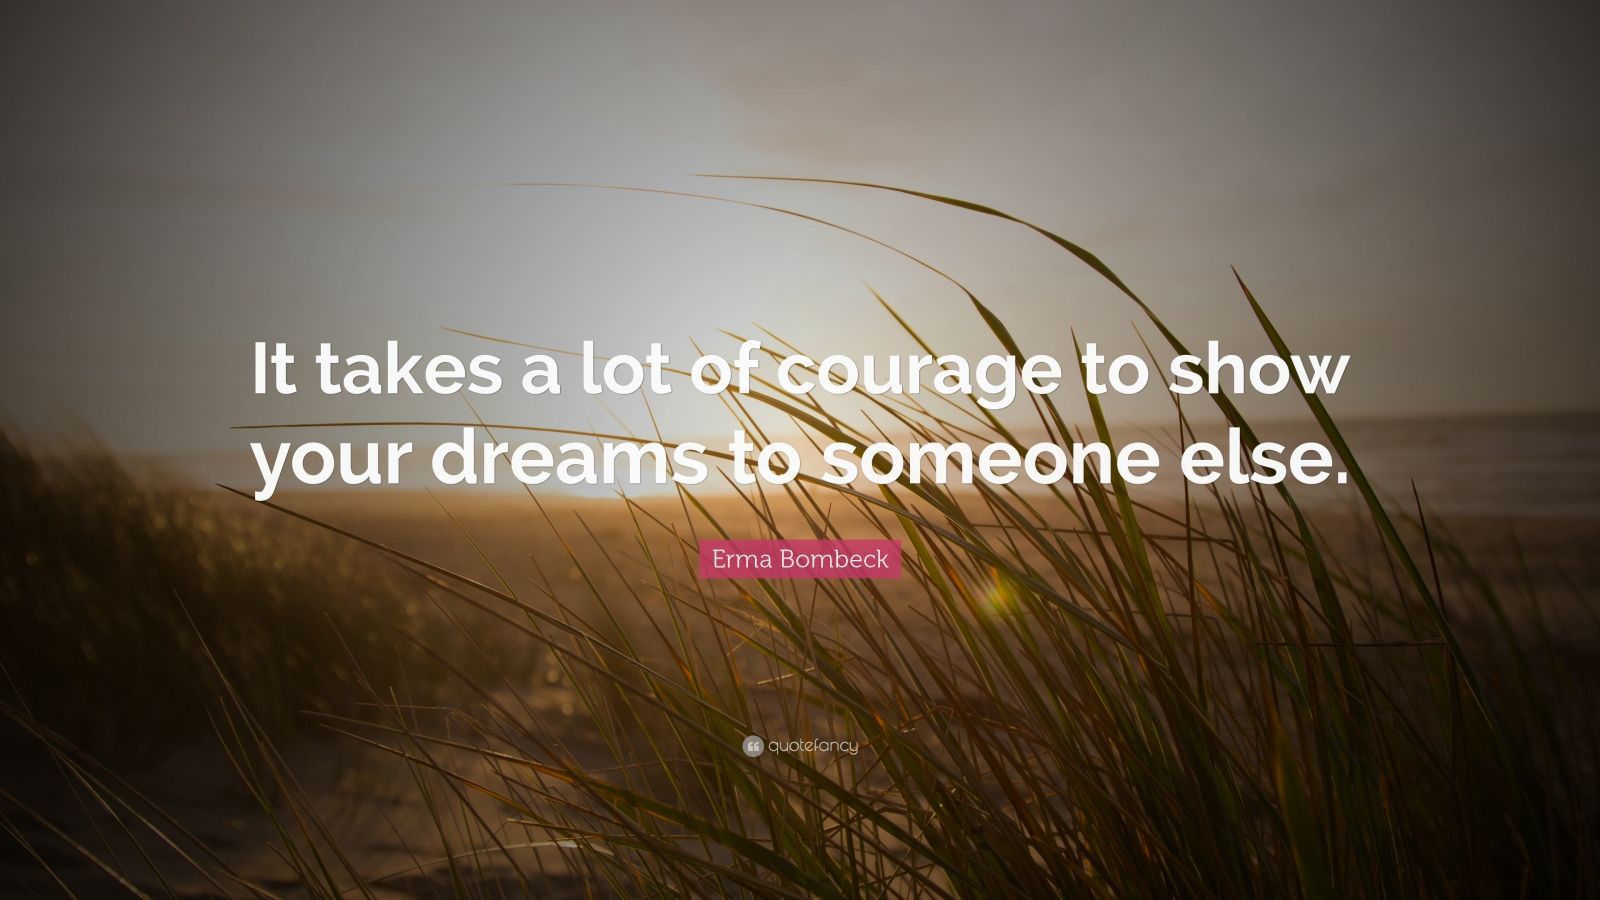 It takes a lot of courage to show
your dreams to someone else.
Erma Bombeck
quotefancy